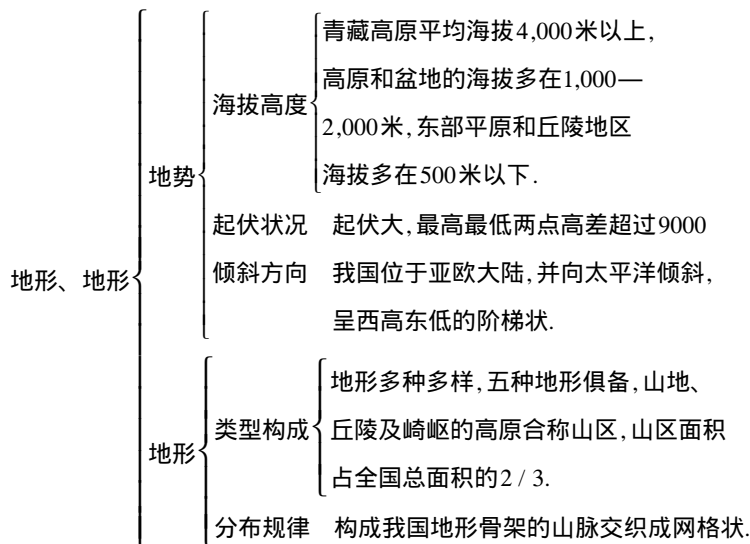 青藏高原平均海拔4,000米以上,
高原和盆地的海拔多在1,000—
海拔高度
2,000米,东部平原和丘陵地区
地势
海拔多在500米以下.
起伏状况 起伏大,最高最低两点高差超过9000
地形、地形
倾斜方向 我国位于亚欧大陆,并向太平洋倾斜,
呈西高东低的阶梯状.
地形多种多样,五种地形俱备,山地、
类型构成
丘陵及崎岖的高原合称山区,山区面积
地形
占全国总面积的2 / 3.
分布规律 构成我国地形骨架的山脉交织成网格状.